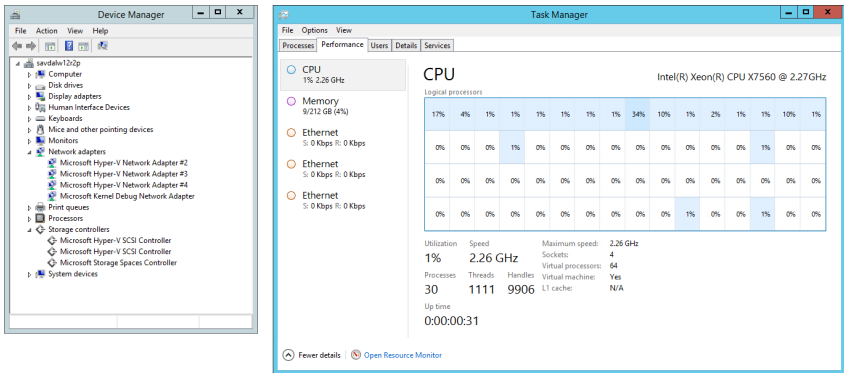 Device Manager
File Action View Help
savdalw12r2p
Computer
Disk drives
Display adapters
Human Interface Devices
Keyboards
Mice and other pointing devices
Monitors
Network adapters
Microsoft Hyper-V Network Adapter #2
Microsoft Hyper-V Network Adapter #3
Microsoft Hyper-V Network Adapter #4
Microsoft Kernel Debug Network Adapter
Print queues
Processors
Storage controllers
Microsoft Hyper-V SCSI Controller
Microsoft Hyper-V SCSI Controller
Microsoft Storage Spaces Controller
System devices
Task Manager
File Options View
Processes Performance Users Details Services
CPU
1% 2.26 GHz
Memory
9/212 GB (4%)
Ethernet
S: 0 Kbps R: 0 Kbps
Ethernet
S: 0 Kbps R: 0 Kbps
Ethernet
S: 0 Kbps R: 0 Kbps
CPU Intel(R) Xeon(R) CPU X7560 @ 2.27GHz
Logical processors
17% 4% 1% 1% 1% 1% 1% 1% 34% 10% 1% 2% 1% 1% 10% 1%
0% 0% 0% 1% 0% 0% 0% 0% 0% 0% 0% 0% 0% 1% 0% 0%
0% 0% 0% 0% 0% 0% 0% 0% 0% 0% 0% 0% 0% 0% 0% 0%
0% 0% 0% 0% 0% 0% 0% 0% 0% 0% 1% 0% 0% 1% 0% 0%
Utilization Speed Maximum speed: 2.26 GHz
1% 2.26 GHz Sockets: 4
Virtual processors: 64
Processes Threads Handles Virtual machine: Yes
30 1111 9906 L1 cache: N/A
Up time
0:00:00:31
Fewer details Open Resource Monitor